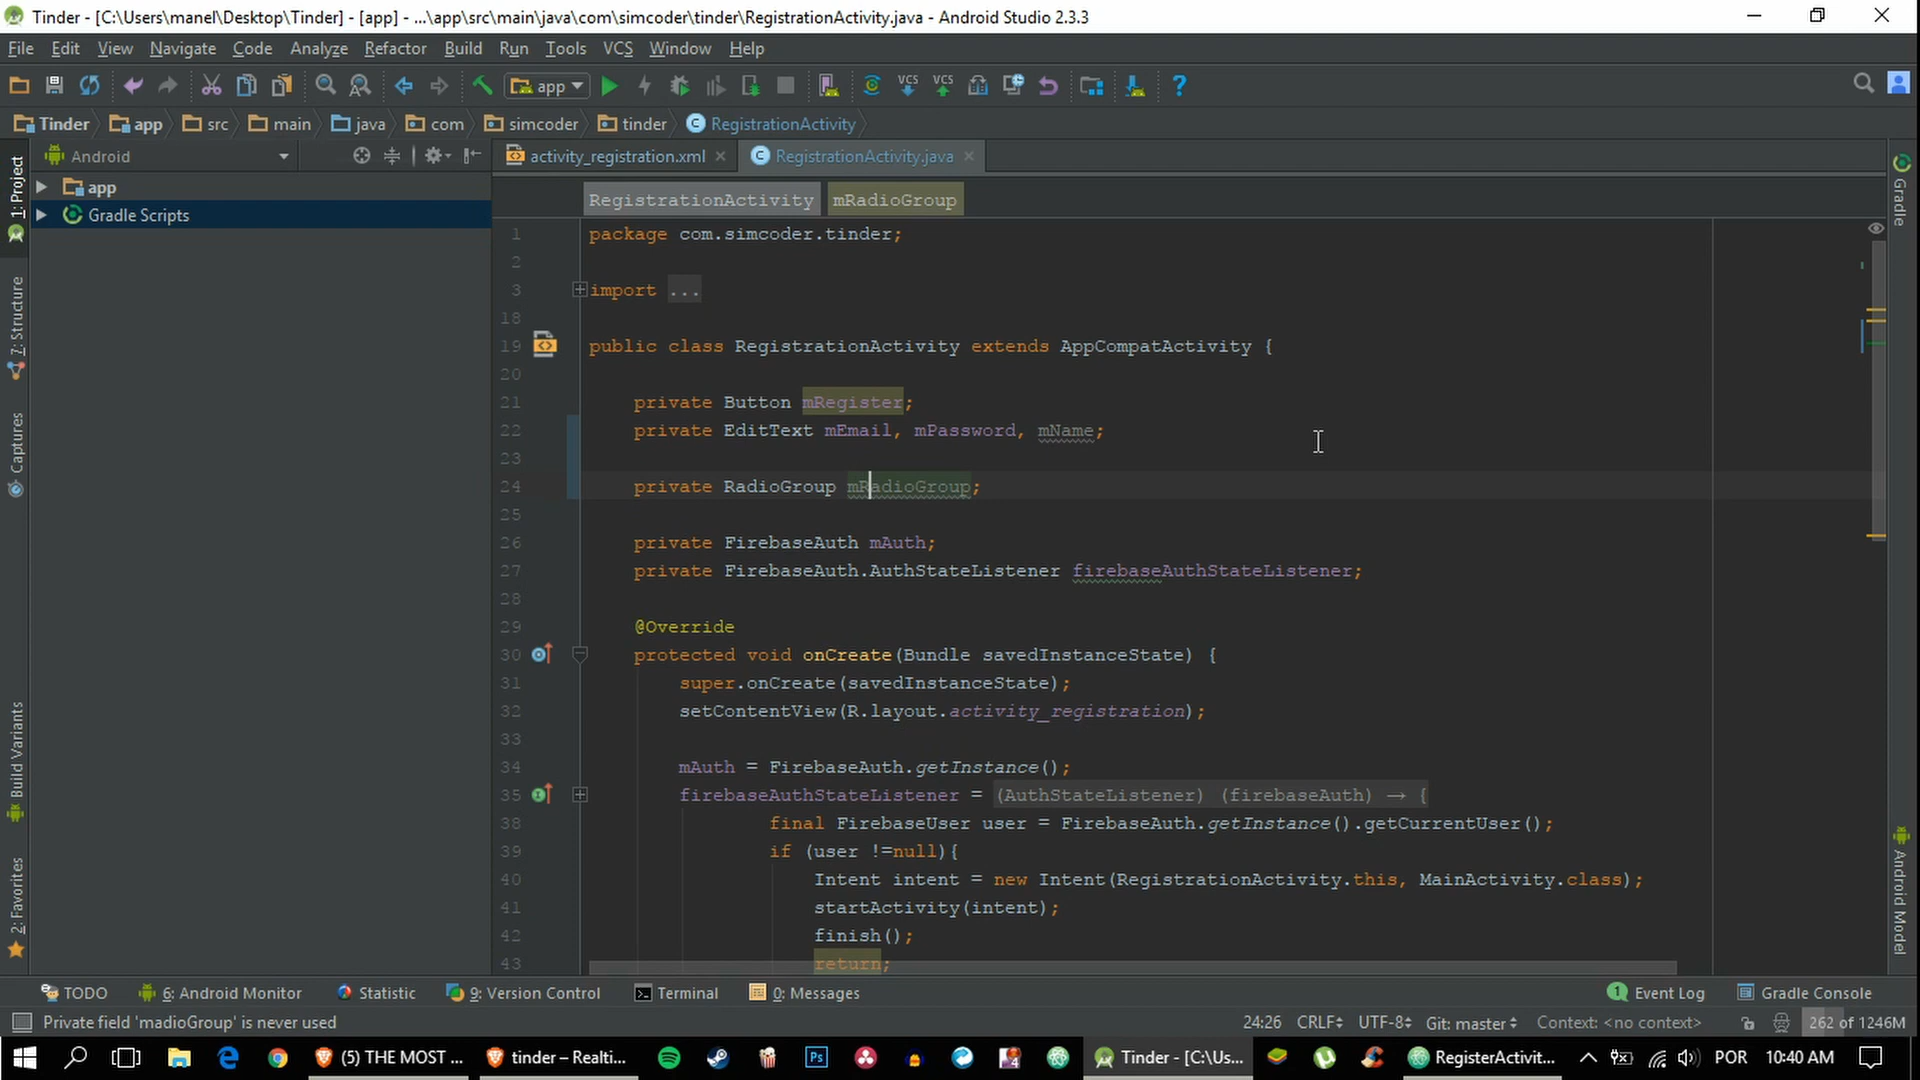 Tinder - [C:\Users\manel\Desktop\Tinder] - [app] - ...\app\src\main\java\com\simcoder\tinder\RegistrationActivity.java - Android Studio 2.3.3
File Edit View Navigate Code Analyze Refactor Build Run Tools VCS Window Help
app VCS VCS ?
Tinder app src main java com simcoder tinder RegistrationActivity
Android activity_registration.xml RegistrationActivity.java
app
Gradle Scripts
1: Project
7: Structure
Captures
Build Variants
2: Favorites
RegistrationActivity mRadioGroup
1 package com.simcoder.tinder;
2
3 import ...
18
19 public class RegistrationActivity extends AppCompatActivity {
20
21 private Button mRegister;
22 private EditText mEmail, mPassword, mName;
23
24 private RadioGroup mRadioGroup;
25
26 private FirebaseAuth mAuth;
27 private FirebaseAuth.AuthStateListener firebaseAuthStateListener;
28
29 @Override
30 protected void onCreate(Bundle savedInstanceState) {
31 super.onCreate(savedInstanceState);
32 setContentView(R.layout.activity_registration);
33
34 mAuth = FirebaseAuth.getInstance();
35 firebaseAuthStateListener = (AuthStateListener) (firebaseAuth) → {
38 final FirebaseUser user = FirebaseAuth.getInstance().getCurrentUser();
39 if (user !=null){
40 Intent intent = new Intent(RegistrationActivity.this, MainActivity.class);
41 startActivity(intent);
42 finish();
43 return;
Gradle
Android Model
TODO 6: Android Monitor Statistic 9: Version Control Terminal 0: Messages 1 Event Log Gradle Console
Private field 'madioGroup' is never used 24:26 CRLF UTF-8 Git: master Context: <no context> 262 of 1246M
(5) THE MOST ... tinder – Realti... Ps Tinder - [C:\Us... RegisterActivit... POR 10:40 AM